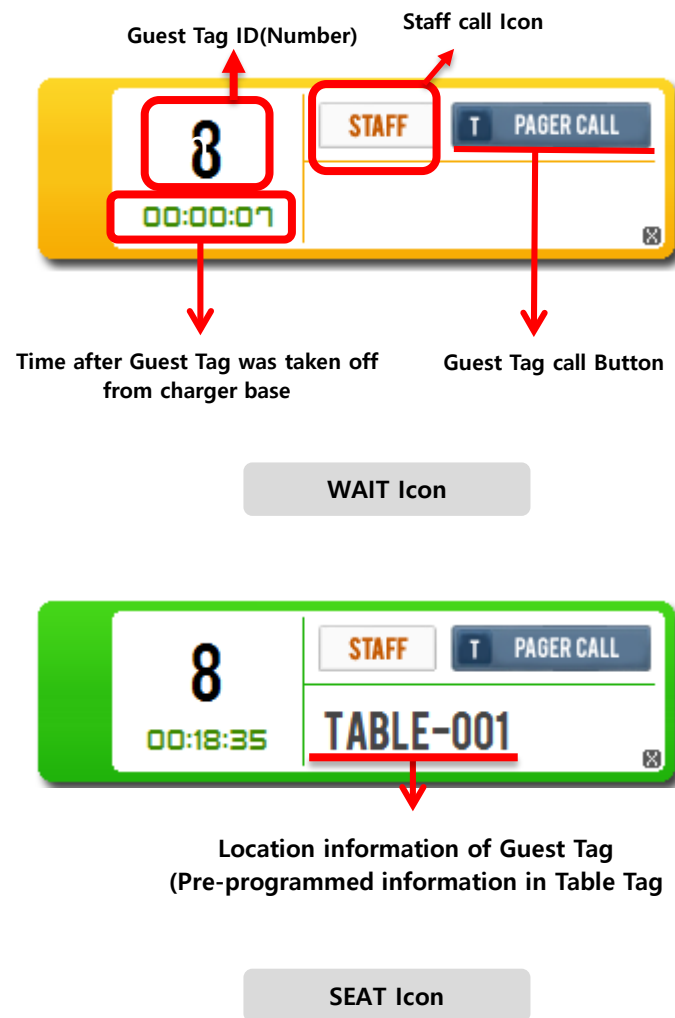 Guest Tag ID(Number)
Staff call Icon
8
STAFF
T PAGER CALL
00:00:07
Time after Guest Tag was taken off
from charger base
Guest Tag call Button
WAIT Icon
8
STAFF
T PAGER CALL
00:18:35
TABLE-001
Location information of Guest Tag
(Pre-programmed information in Table Tag
SEAT Icon